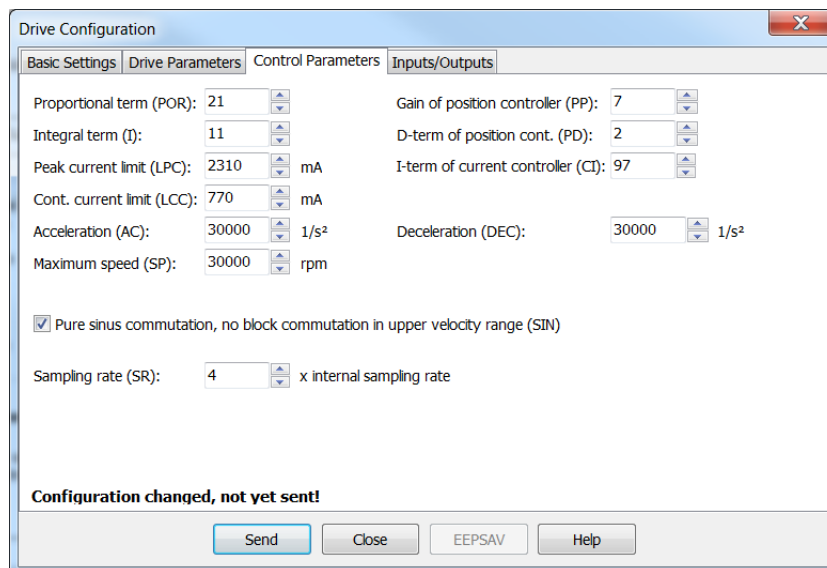 Drive Configuration
Basic Settings Drive Parameters Control Parameters Inputs/Outputs
Proportional term (POR): 21 Gain of position controller (PP): 7
Integral term (I): 11 D-term of position cont. (PD): 2
Peak current limit (LPC): 2310 mA I-term of current controller (CI): 97
Cont. current limit (LCC): 770 mA
Acceleration (AC): 30000 1/s² Deceleration (DEC): 30000 1/s²
Maximum speed (SP): 30000 rpm
Pure sinus commutation, no block commutation in upper velocity range (SIN)
Sampling rate (SR): 4 x internal sampling rate
Configuration changed, not yet sent!
Send Close EEPSAV Help